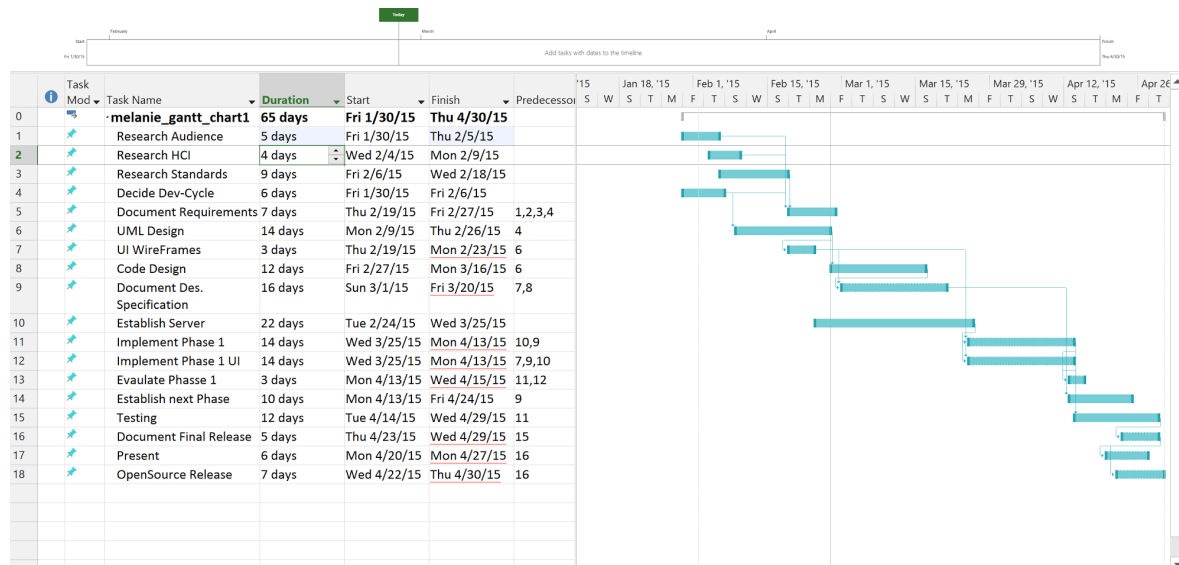 Today
February March April
Start Finish
Fri 1/30/15 Add tasks with dates to the timeline Thu 4/30/15
Task
Mod Task Name Duration Start Finish Predecessor
'15 Jan 18, '15 Feb 1, '15 Feb 15, '15 Mar 1, '15 Mar 15, '15 Mar 29, '15 Apr 12, '15 Apr 26
S W S T M F T S W S T M F T S W S T M F T S W S T M F T
0 melanie_gantt_chart1 65 days Fri 1/30/15 Thu 4/30/15
1 Research Audience 5 days Fri 1/30/15 Thu 2/5/15
2 Research HCI 4 days Wed 2/4/15 Mon 2/9/15
3 Research Standards 9 days Fri 2/6/15 Wed 2/18/15
4 Decide Dev-Cycle 6 days Fri 1/30/15 Fri 2/6/15
5 Document Requirements 7 days Thu 2/19/15 Fri 2/27/15 1,2,3,4
6 UML Design 14 days Mon 2/9/15 Thu 2/26/15 4
7 UI WireFrames 3 days Thu 2/19/15 Mon 2/23/15 6
8 Code Design 12 days Fri 2/27/15 Mon 3/16/15 6
9 Document Des. 16 days Sun 3/1/15 Fri 3/20/15 7,8
Specification
10 Establish Server 22 days Tue 2/24/15 Wed 3/25/15
11 Implement Phase 1 14 days Wed 3/25/15 Mon 4/13/15 10,9
12 Implement Phase 1 UI 14 days Wed 3/25/15 Mon 4/13/15 7,9,10
13 Evaulate Phasse 1 3 days Mon 4/13/15 Wed 4/15/15 11,12
14 Establish next Phase 10 days Mon 4/13/15 Fri 4/24/15 9
15 Testing 12 days Tue 4/14/15 Wed 4/29/15 11
16 Document Final Release 5 days Thu 4/23/15 Wed 4/29/15 15
17 Present 6 days Mon 4/20/15 Mon 4/27/15 16
18 OpenSource Release 7 days Wed 4/22/15 Thu 4/30/15 16